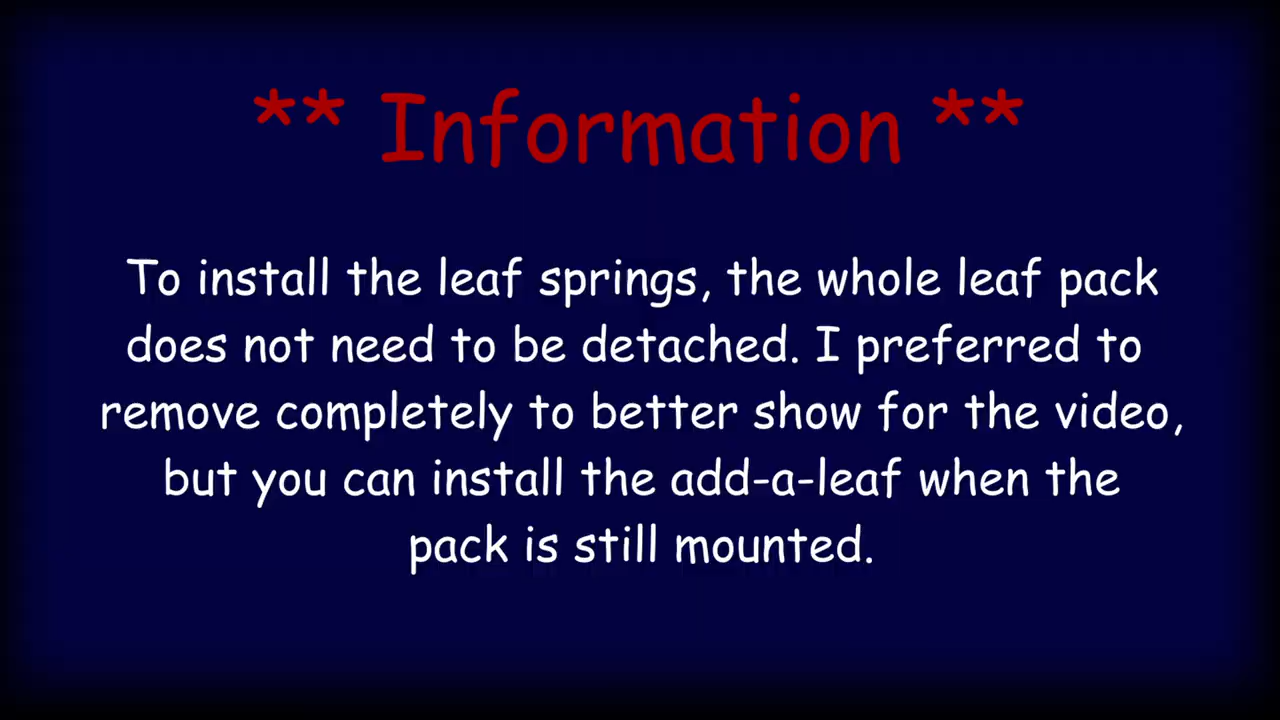 ** Information **
To install the leaf springs, the whole leaf pack
does not need to be detached. I preferred to
remove completely to better show for the video,
but you can install the add-a-leaf when the
pack is still mounted.